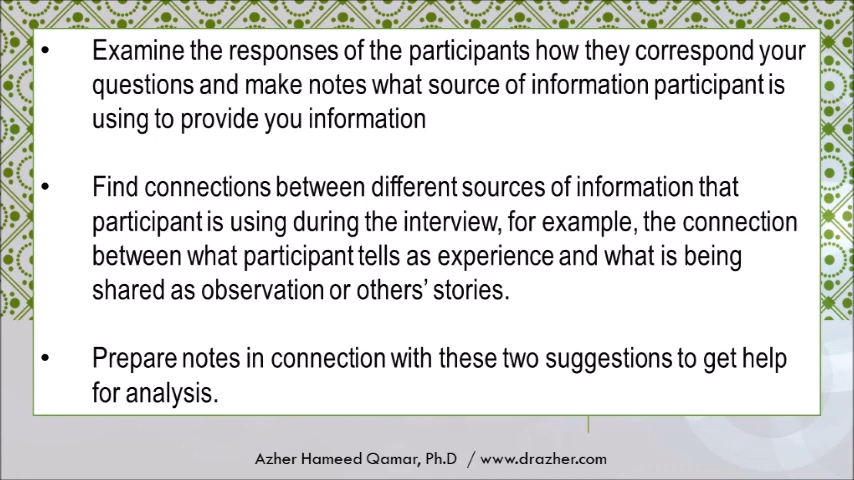 • Examine the responses of the participants how they correspond your
questions and make notes what source of information participant is
using to provide you information
• Find connections between different sources of information that
participant is using during the interview, for example, the connection
between what participant tells as experience and what is being
shared as observation or others’ stories.
• Prepare notes in connection with these two suggestions to get help
for analysis.
Azher Hameed Qamar, Ph.D / www.drazher.com